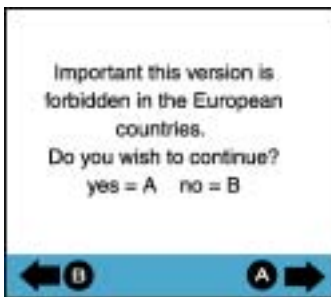 Important this version is
forbidden in the European
countries.
Do you wish to continue?
yes = A no = B
B A